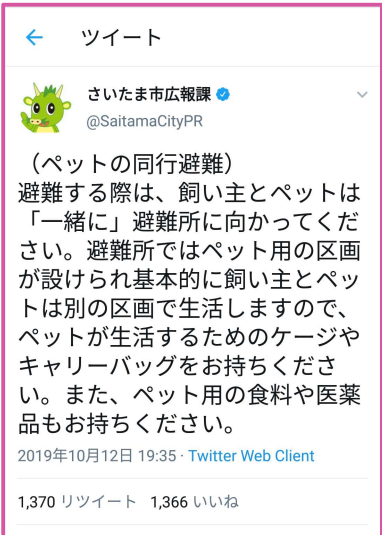 ツイート
さいたま市広報課
@SaitamaCityPR
（ペットの同行避難）
避難する際は、飼い主とペットは
「一緒に」避難所に向かってくだ
さい。避難所ではペット用の区画
が設けられ基本的に飼い主とペッ
トは別の区画で生活しますので、
ペットが生活するためのケージや
キャリーバッグをお持ちくださ
い。また、ペット用の食料や医薬
品もお持ちください。
2019年10月12日 19:35 · Twitter Web Client
1,370 リツイート 1,366 いいね